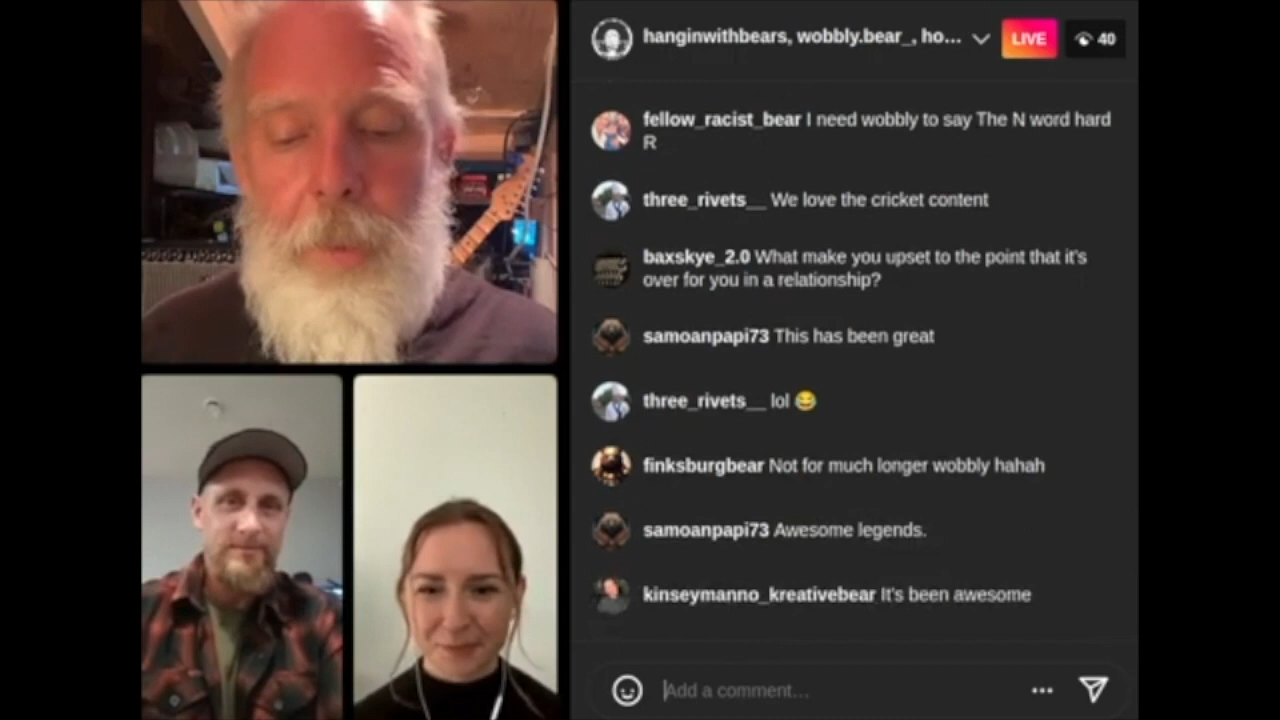 hanginwithbears, wobbly.bear_, ho...
LIVE
40
fellow_racist_bear I need wobbly to say The N word hard
R
three_rivets__ We love the cricket content
baxskye_2.0 What make you upset to the point that it's
over for you in a relationship?
samoanpapi73 This has been great
three_rivets__ lol 😂
finksburgbear Not for much longer wobbly hahah
samoanpapi73 Awesome legends.
kinseymanno_kreativebear It's been awesome
Add a comment...